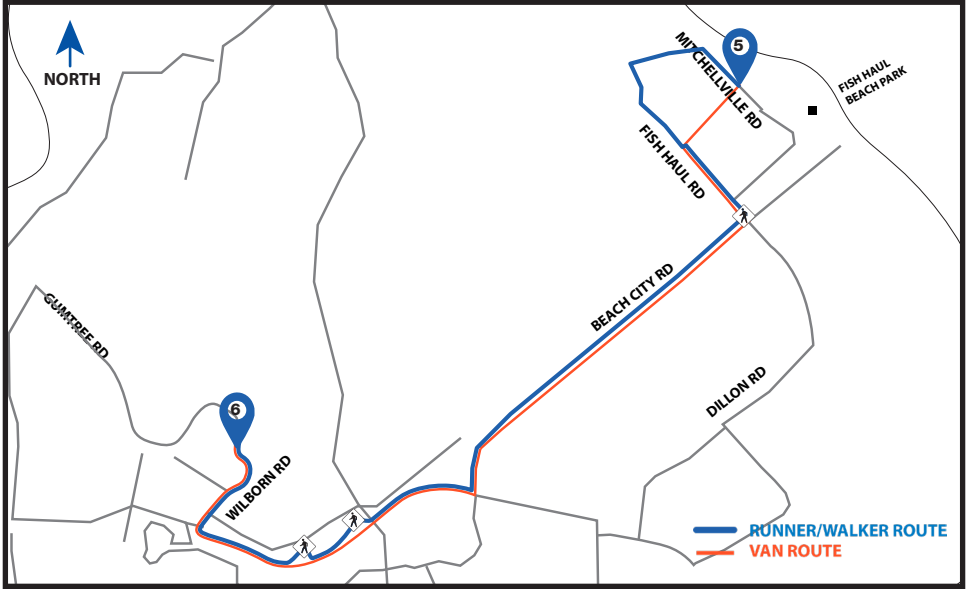 NORTH
5
MITCHELLVILLE RD
FISH HAUL
BEACH PARK
FISH HAUL RD
BEACH CITY RD
GUMTREE RD
DILLON RD
6
WILBORN RD
RUNNER/WALKER ROUTE
VAN ROUTE